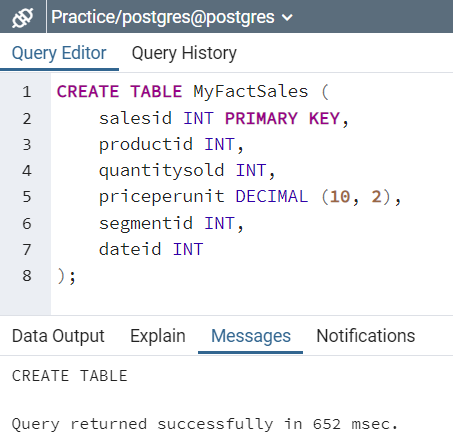 Practice/postgres@postgres
Query Editor Query History
1 CREATE TABLE MyFactSales (
2 salesid INT PRIMARY KEY,
3 productid INT,
4 quantitysold INT,
5 priceperunit DECIMAL (10, 2),
6 segmentid INT,
7 dateid INT
8 );
Data Output Explain Messages Notifications
CREATE TABLE
Query returned successfully in 652 msec.